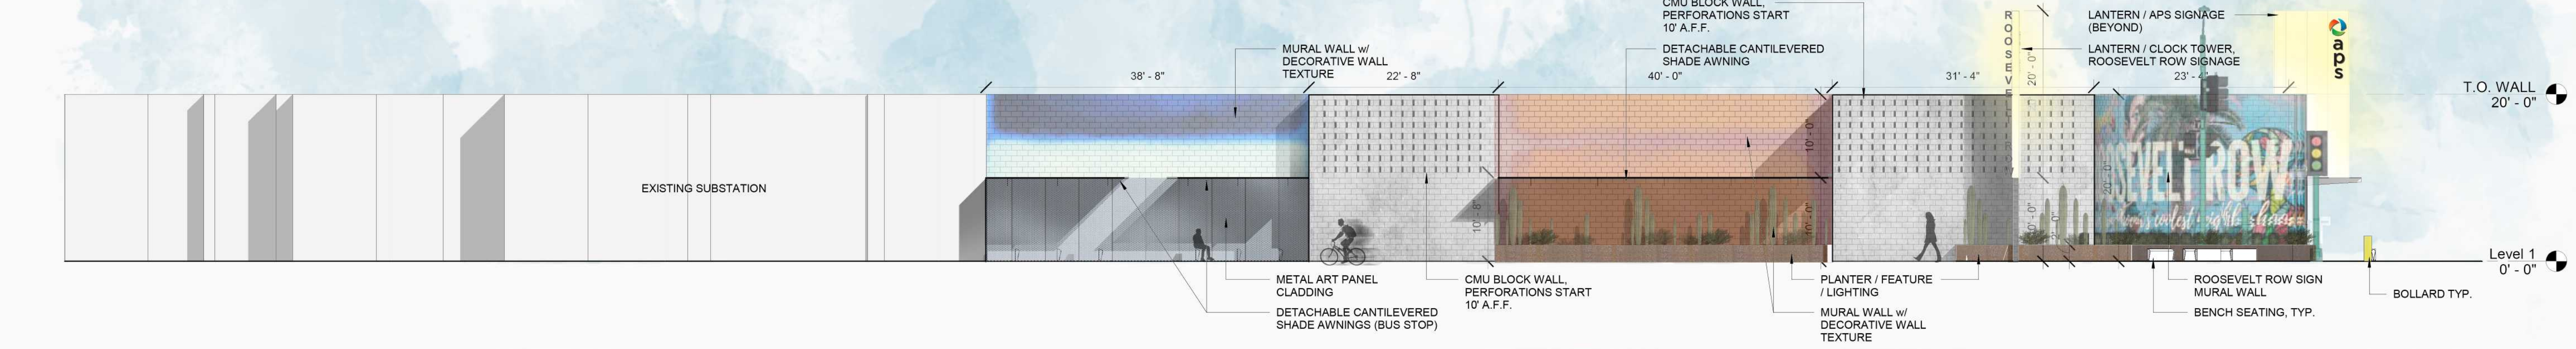 CMU BLOCK WALL,
PERFORATIONS START
10' A.F.F.
LANTERN / APS SIGNAGE
(BEYOND)
MURAL WALL w/
DECORATIVE WALL
TEXTURE
DETACHABLE CANTILEVERED
SHADE AWNING
LANTERN / CLOCK TOWER,
ROOSEVELT ROW SIGNAGE
aps
ROOSEVELT
20' - 0"
38' - 8"
22' - 8"
40' - 0"
31' - 4"
23' - 4"
T.O. WALL
20' - 0"
10' - 0"
20' - 0"
EXISTING SUBSTATION
SEVELT ROW
10' - 8"
10' - 0"
10' - 0"
Level 1
0' - 0"
METAL ART PANEL
CLADDING
CMU BLOCK WALL,
PERFORATIONS START
10' A.F.F.
PLANTER / FEATURE
/ LIGHTING
ROOSEVELT ROW SIGN
MURAL WALL
BOLLARD TYP.
DETACHABLE CANTILEVERED
SHADE AWNINGS (BUS STOP)
MURAL WALL w/
DECORATIVE WALL
TEXTURE
BENCH SEATING, TYP.